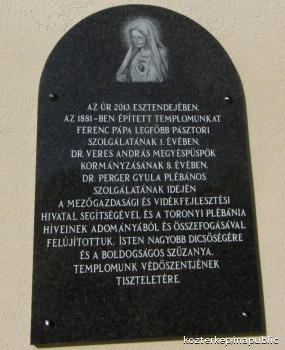 AZ ÚR 2013. ESZTENDEJÉBEN,
AZ 1881-BEN ÉPÍTETT TEMPLOMUNKAT
FERENC PÁPA LEGFŐBB PÁSZTORI
SZOLGÁLATÁNAK 1. ÉVÉBEN,
DR. VERES ANDRÁS MEGYÉSPÜSPÖK
KORMÁNYZÁSÁNAK 8. ÉVÉBEN,
DR. PERGER GYULA PLÉBÁNOS
SZOLGÁLATÁNAK IDEJÉN
A MEZŐGAZDASÁGI ÉS VIDÉKFEJLESZTÉSI
HIVATAL SEGÍTSÉGÉVEL ÉS A TORONYI PLÉBÁNIA
HÍVEINEK ADOMÁNYÁBÓL ÉS ÖSSZEFOGÁSÁVAL
FELÚJÍTOTTUK, ISTEN NAGYOBB DICSŐSÉGÉRE
ÉS A BOLDOGSÁGOS SZŰZANYA,
TEMPLOMUNK VÉDŐSZENTJÉNEK
TISZTELETÉRE.
kozterkep/mapublic